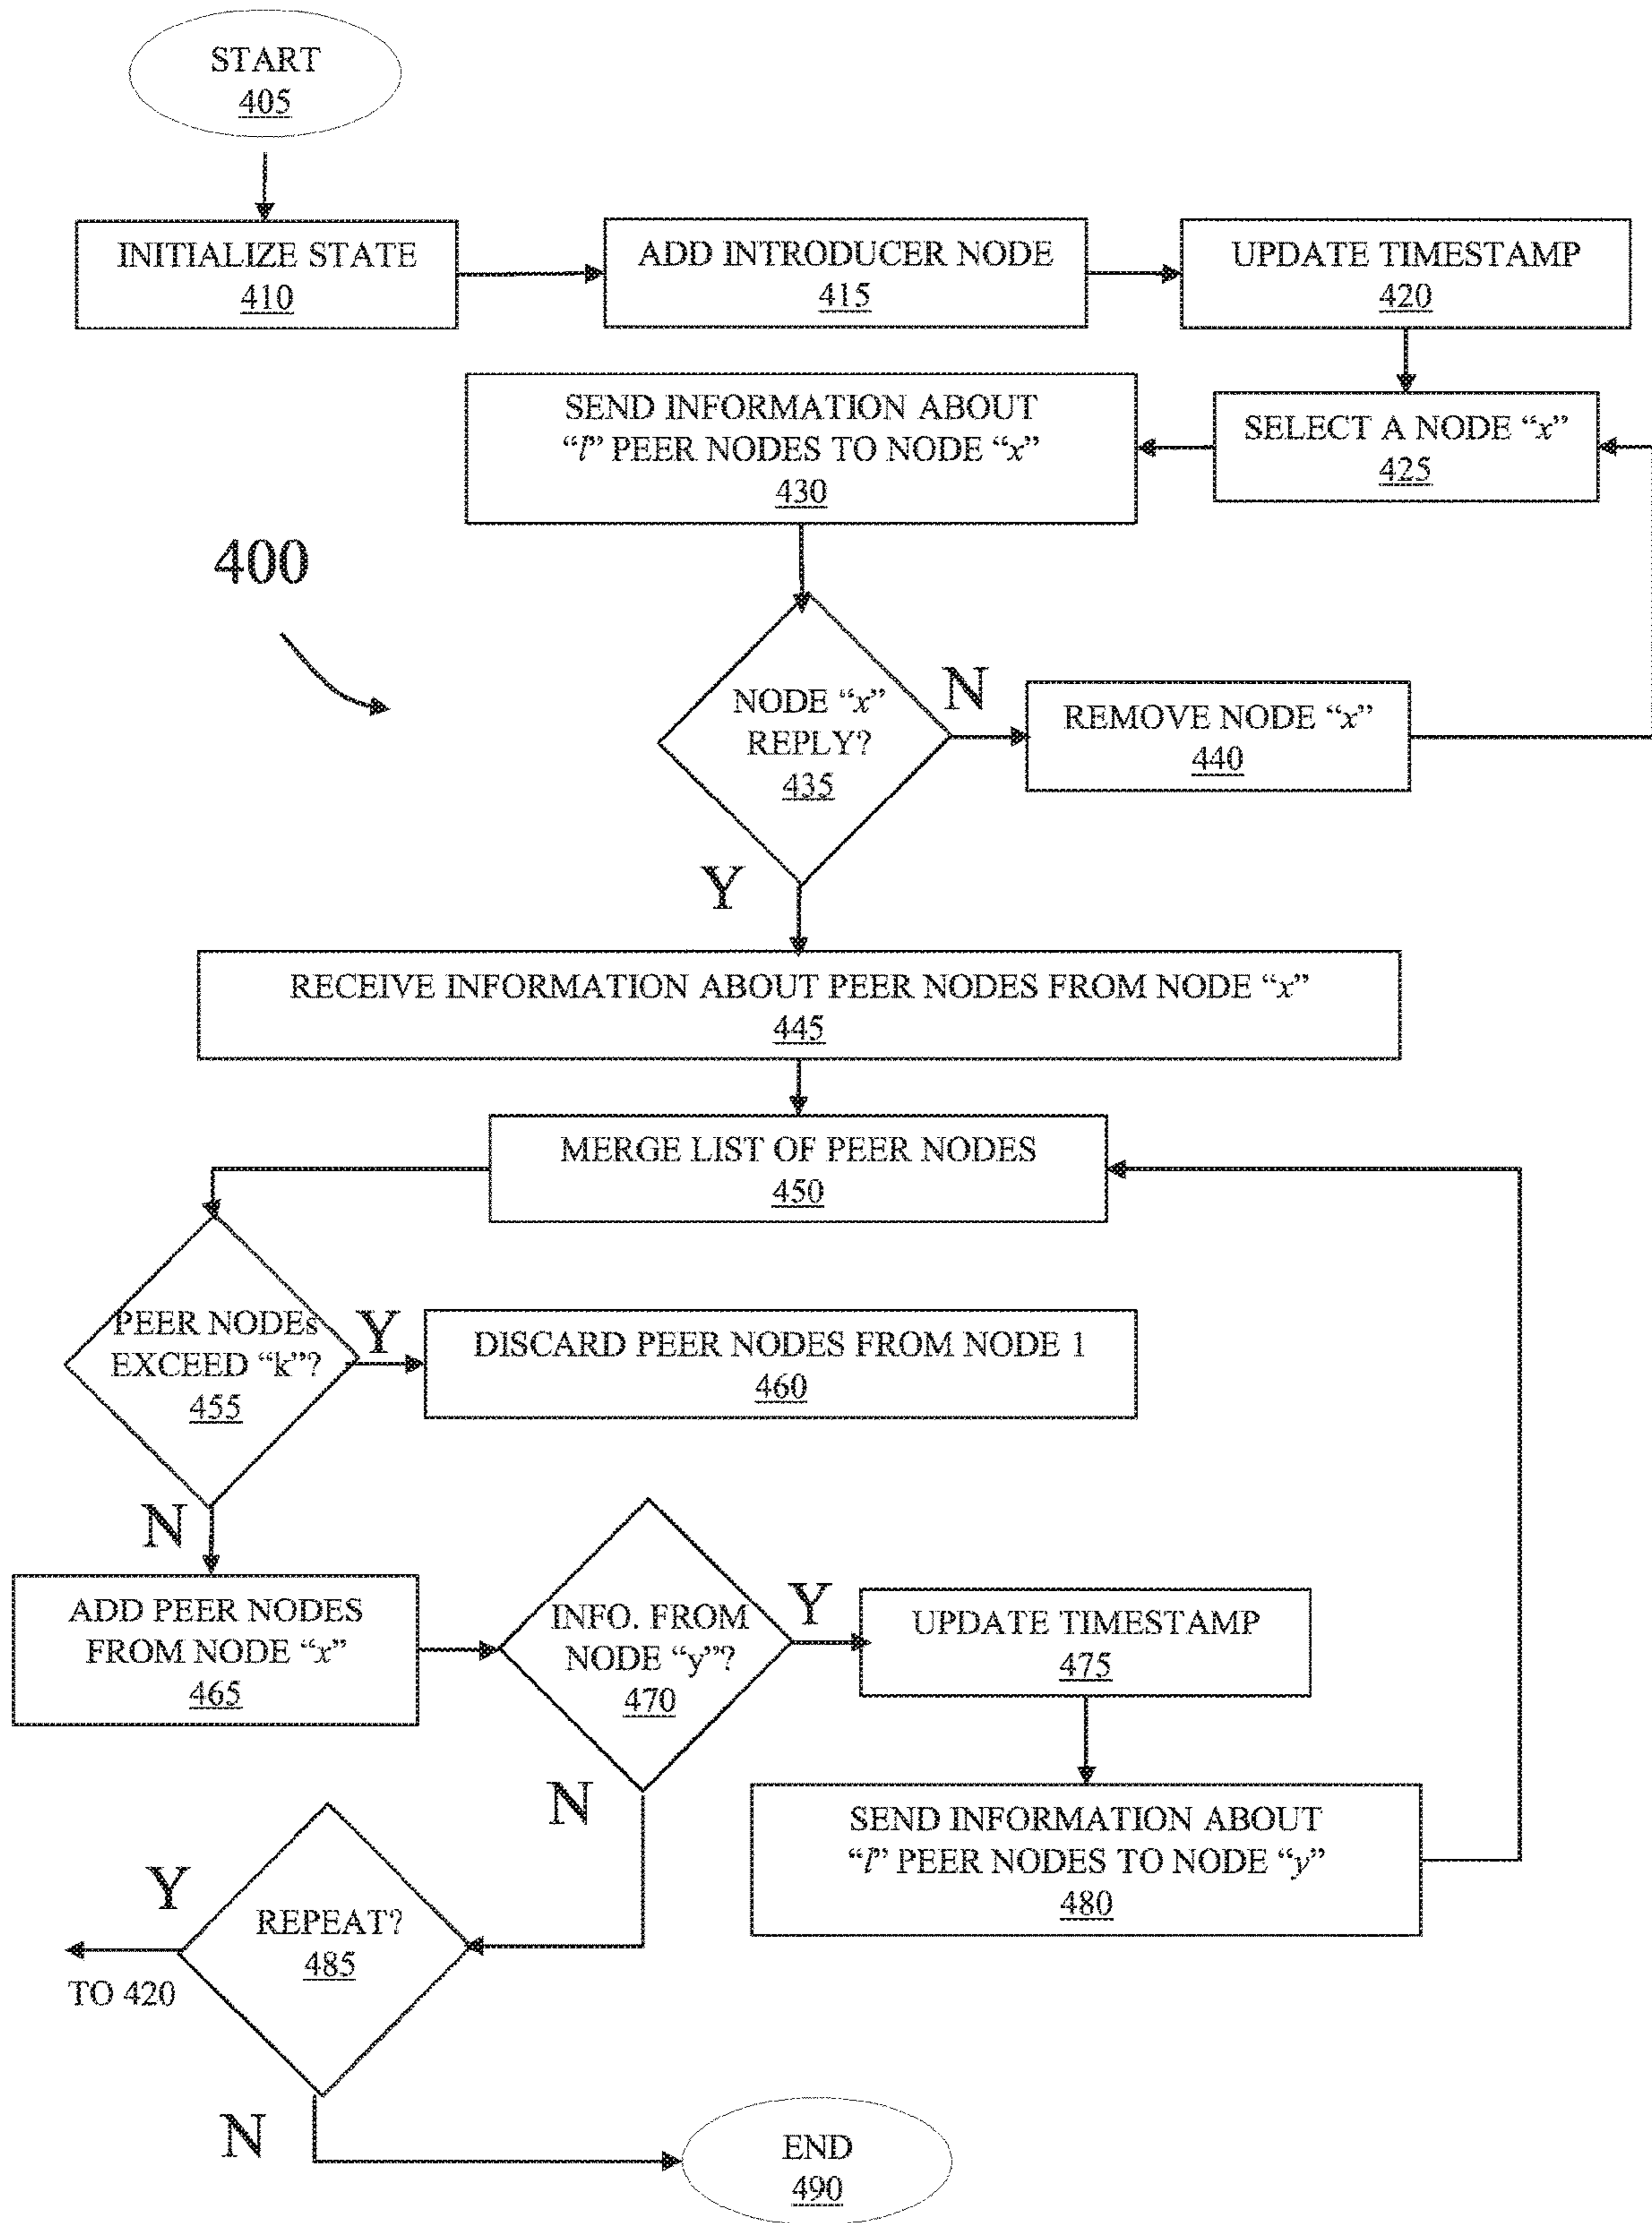 START
405
INITIALIZE STATE
410
ADD INTRODUCER NODE
415
UPDATE TIMESTAMP
420
SEND INFORMATION ABOUT
“l” PEER NODES TO NODE “x”
430
SELECT A NODE “x”
425
400
NODE “x”
REPLY?
435
N
REMOVE NODE “x”
440
Y
RECEIVE INFORMATION ABOUT PEER NODES FROM NODE “x”
445
MERGE LIST OF PEER NODES
450
PEER NODEs
EXCEED “k”?
455
Y
DISCARD PEER NODES FROM NODE 1
460
N
ADD PEER NODES
FROM NODE “x”
465
INFO. FROM
NODE “y”?
470
Y
UPDATE TIMESTAMP
475
N
SEND INFORMATION ABOUT
“l” PEER NODES TO NODE “y”
480
Y
REPEAT?
485
TO 420
N
END
490